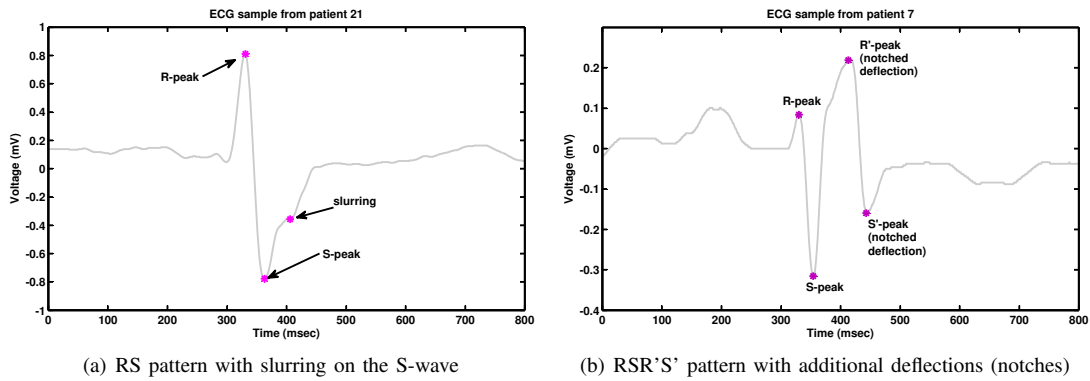 ECG sample from patient 21
1
0.8
0.6
0.4
0.2
0
-0.2
-0.4
-0.6
-0.8
-1
Voltage (mV)
R-peak
slurring
S-peak
0 100 200 300 400 500 600 700 800
Time (msec)
(a) RS pattern with slurring on the S-wave
ECG sample from patient 7
0.2
0.1
0
-0.1
-0.2
-0.3
-0.4
Voltage (mV)
R-peak
R'-peak
(notched
deflection)
S'-peak
(notched
deflection)
S-peak
0 100 200 300 400 500 600 700 800
Time (msec)
(b) RSR'S' pattern with additional deflections (notches)